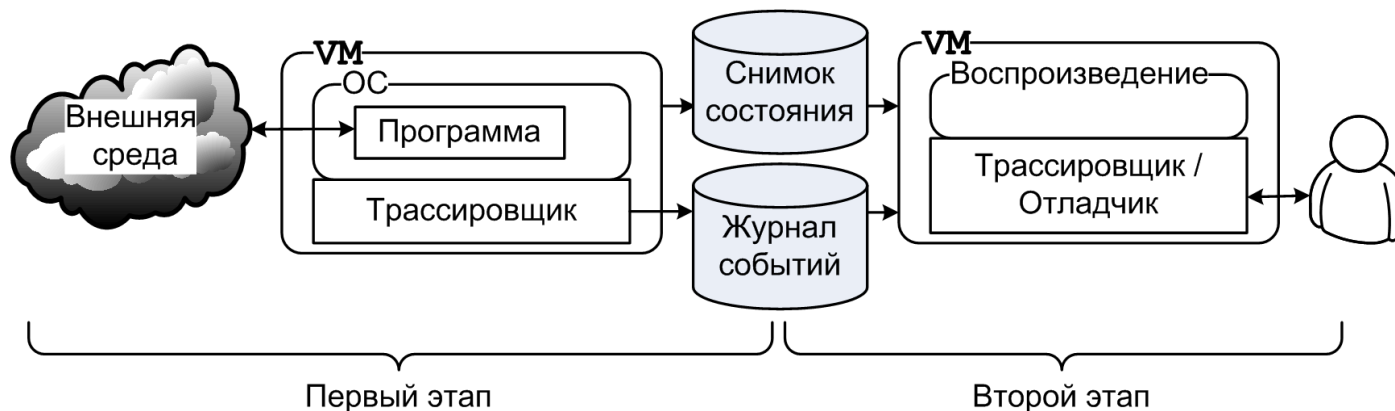 Внешняя
среда
VM
ОС
Программа
Трассировщик
Снимок
состояния
Журнал
событий
VM
Воспроизведение
Трассировщик /
Отладчик
Первый этап
Второй этап